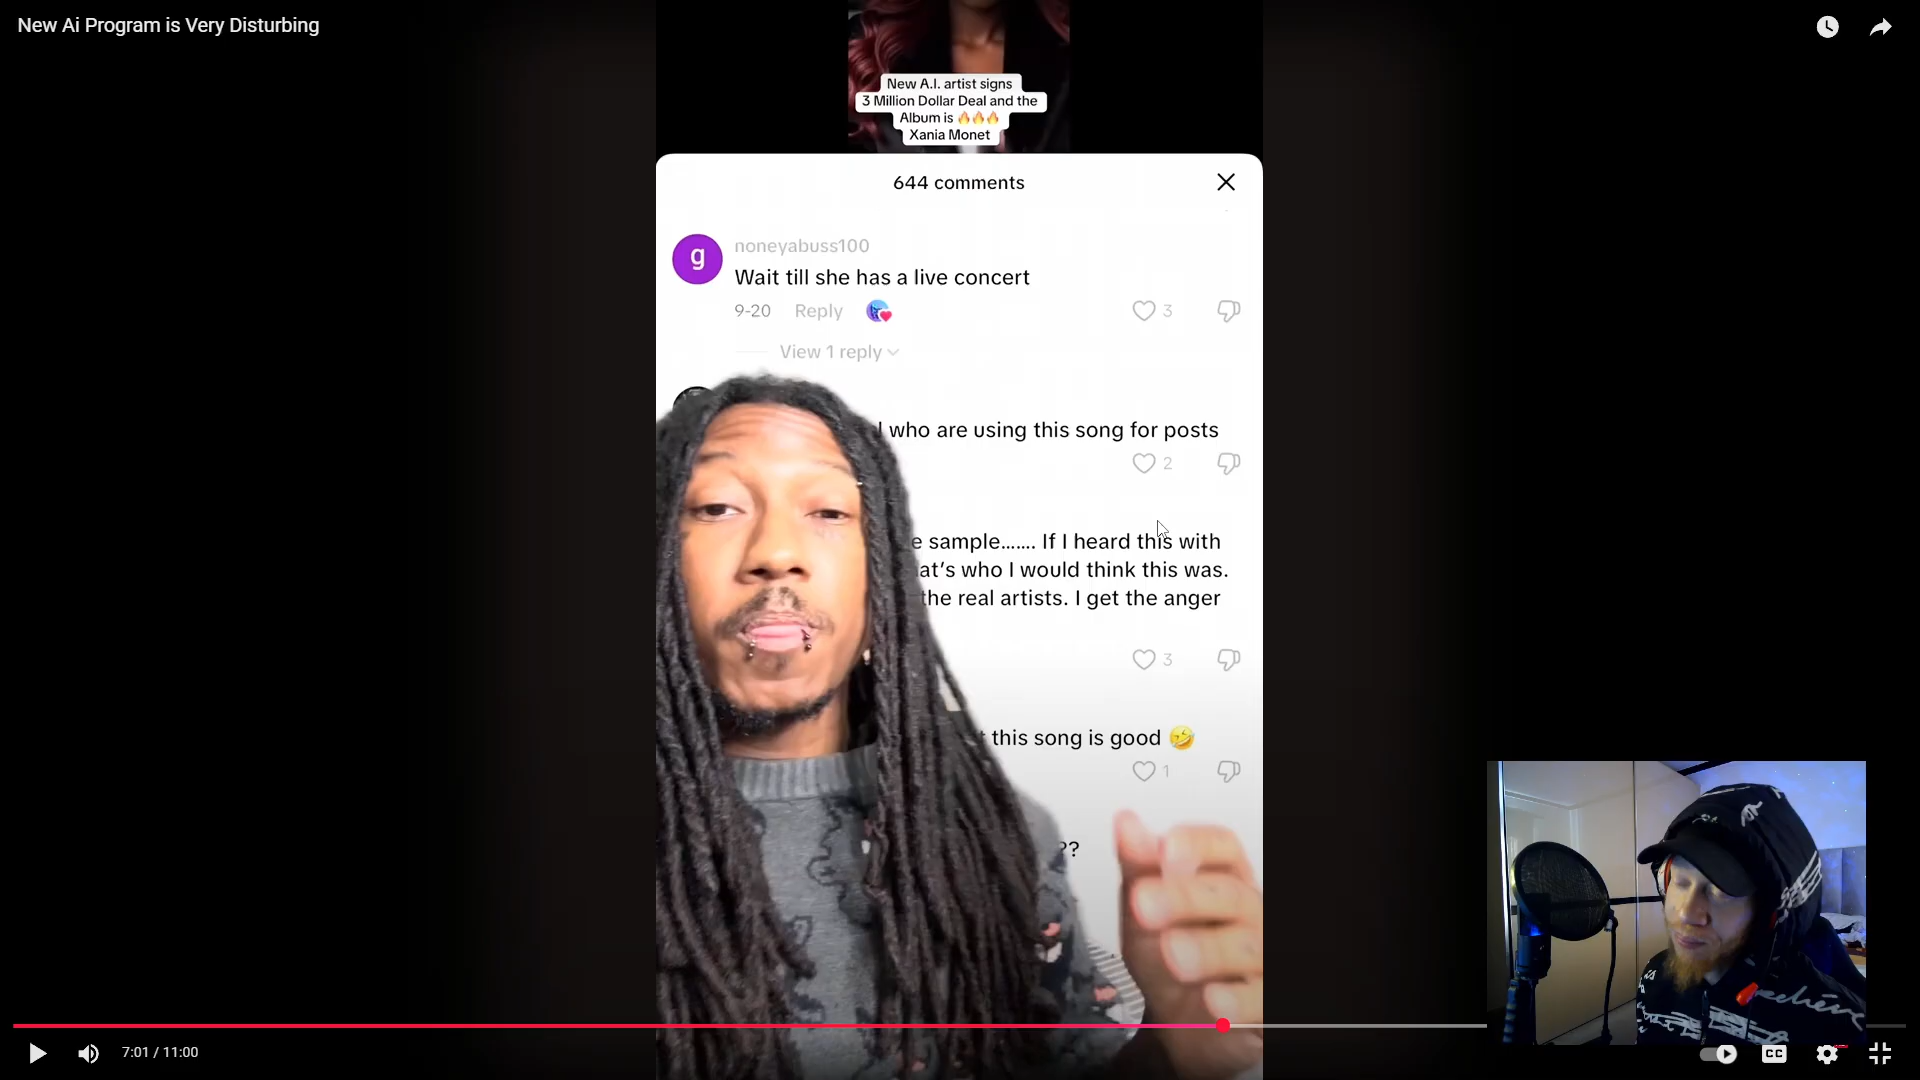 New Ai Program is Very Disturbing
New A.I. artist signs
3 Million Dollar Deal and the
Album is 🔥🔥🔥
Xania Monet
644 comments
g
noneyabuss100
Wait till she has a live concert
9-20 Reply 3
View 1 reply
who are using this song for posts
2
e sample....... If I heard this with
at's who I would think this was.
the real artists. I get the anger
3
this song is good 🤣
1
??
7:01 / 11:00
CC